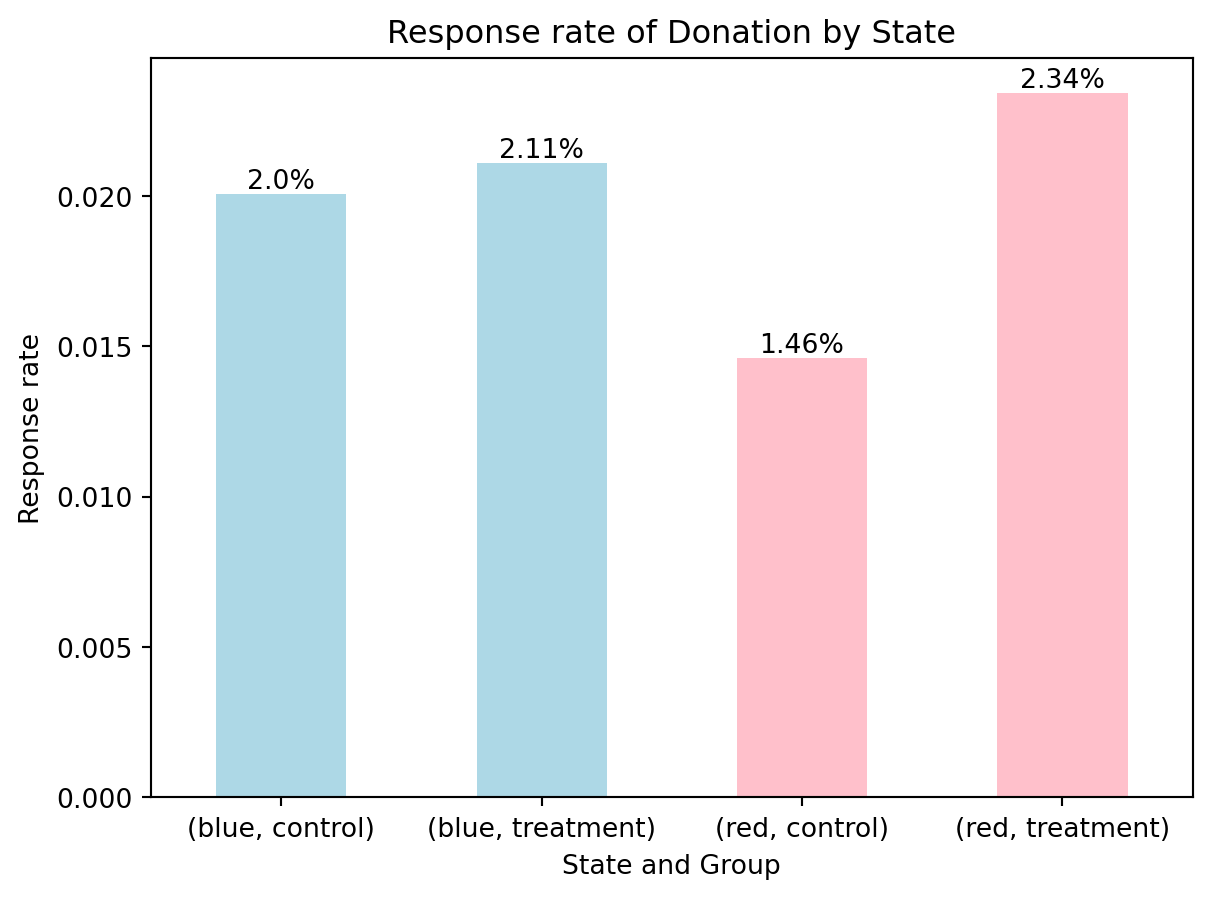 Response rate of Donation by State
2.34%
2.11%
2.0%
1.46%
0.020
0.015
0.010
0.005
0.000
Response rate
(blue, control) (blue, treatment) (red, control) (red, treatment)
State and Group